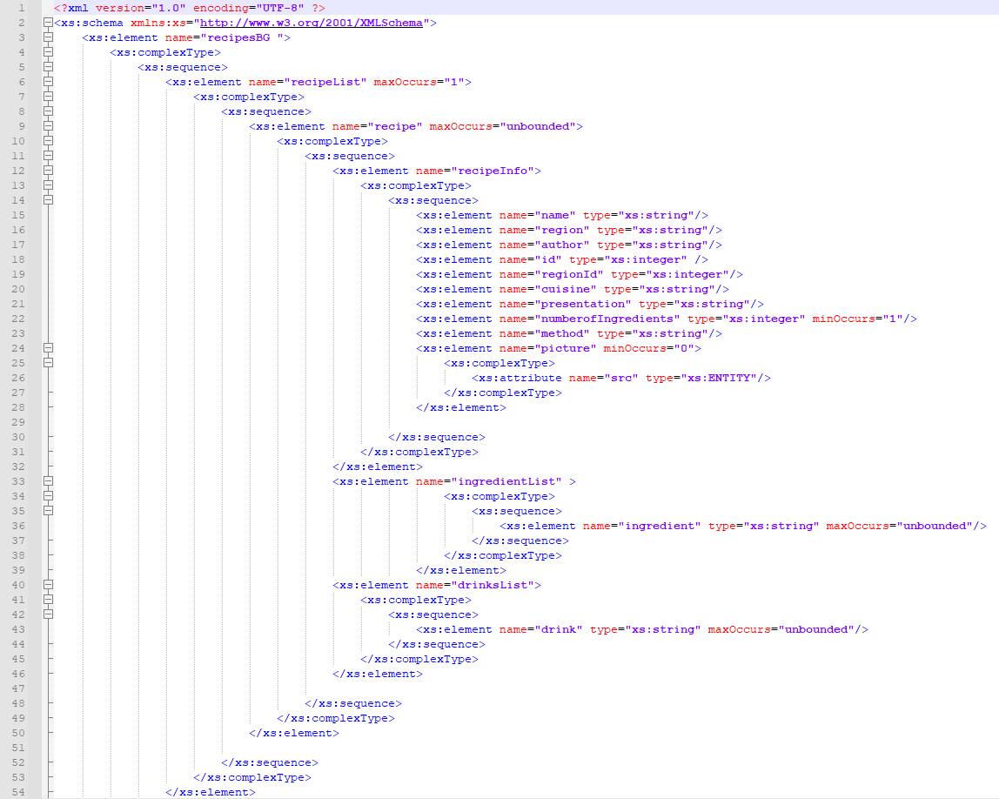 1 <?xml version="1.0" encoding="UTF-8" ?>
2 <xs:schema xmlns:xs="http://www.w3.org/2001/XMLSchema">
3 <xs:element name="recipesBG ">
4 <xs:complexType>
5 <xs:sequence>
6 <xs:element name="recipeList" maxOccurs="1">
7 <xs:complexType>
8 <xs:sequence>
9 <xs:element name="recipe" maxOccurs="unbounded">
10 <xs:complexType>
11 <xs:sequence>
12 <xs:element name="recipeInfo">
13 <xs:complexType>
14 <xs:sequence>
15 <xs:element name="name" type="xs:string"/>
16 <xs:element name="region" type="xs:string"/>
17 <xs:element name="author" type="xs:string"/>
18 <xs:element name="id" type="xs:integer" />
19 <xs:element name="regionId" type="xs:integer"/>
20 <xs:element name="cuisine" type="xs:string"/>
21 <xs:element name="presentation" type="xs:string"/>
22 <xs:element name="numberofIngredients" type="xs:integer" minOccurs="1"/>
23 <xs:element name="method" type="xs:string"/>
24 <xs:element name="picture" minOccurs="0">
25 <xs:complexType>
26 <xs:attribute name="src" type="xs:ENTITY"/>
27 </xs:complexType>
28 </xs:element>
29
30 </xs:sequence>
31 </xs:complexType>
32 </xs:element>
33 <xs:element name="ingredientList" >
34 <xs:complexType>
35 <xs:sequence>
36 <xs:element name="ingredient" type="xs:string" maxOccurs="unbounded"/>
37 </xs:sequence>
38 </xs:complexType>
39 </xs:element>
40 <xs:element name="drinksList">
41 <xs:complexType>
42 <xs:sequence>
43 <xs:element name="drink" type="xs:string" maxOccurs="unbounded"/>
44 </xs:sequence>
45 </xs:complexType>
46 </xs:element>
47
48 </xs:sequence>
49 </xs:complexType>
50 </xs:element>
51
52 </xs:sequence>
53 </xs:complexType>
54 </xs:element>